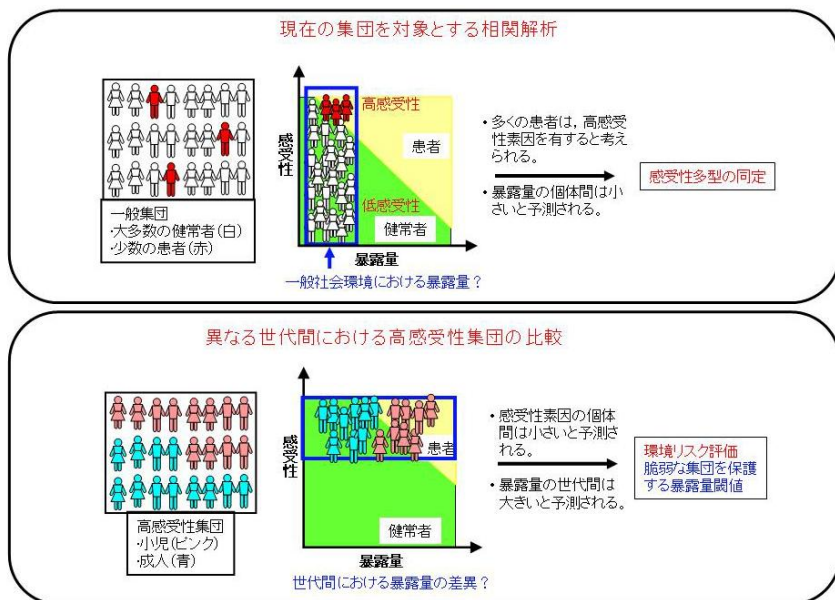 現在の集団を対象とする相関解析
一般集団
・大多数の健常者(白)
・少数の患者(赤)
感受性
高感受性
患者
低感受性
健常者
暴露量
一般社会環境における暴露量？
・多くの患者は，高感受
性素因を有すると考え
られる。
・暴露量の個体間は小
さいと予測される。
感受性多型の同定
異なる世代間における高感受性集団の比較
高感受性集団
・小児(ピンク)
・成人(青)
感受性
患者
健常者
暴露量
世代間における暴露量の差異？
・感受性素因の個体
間は小さいと予測さ
れる。
・暴露量の世代間は
大きいと予測される。
環境リスク評価
脆弱な集団を保護
する暴露量閾値